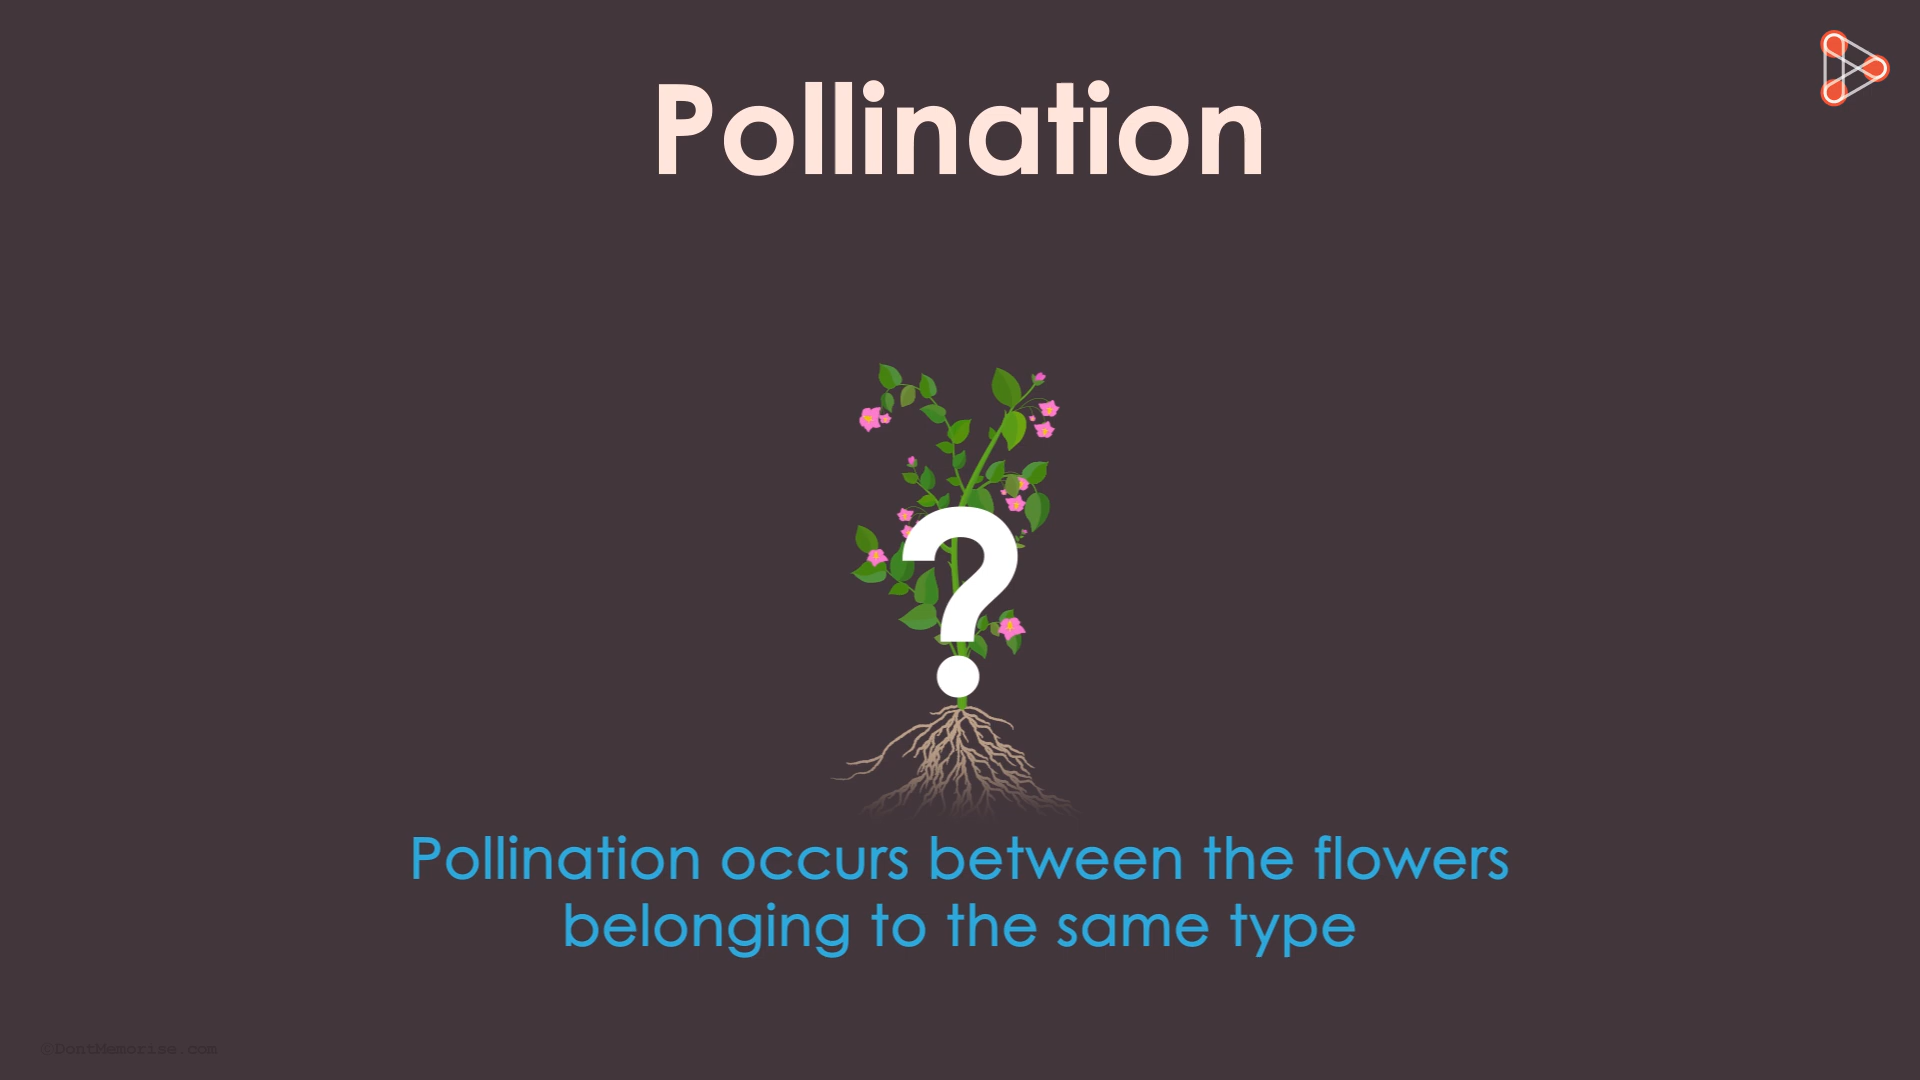 Pollination
?
Pollination occurs between the flowers
belonging to the same type
©DontMemorise.com